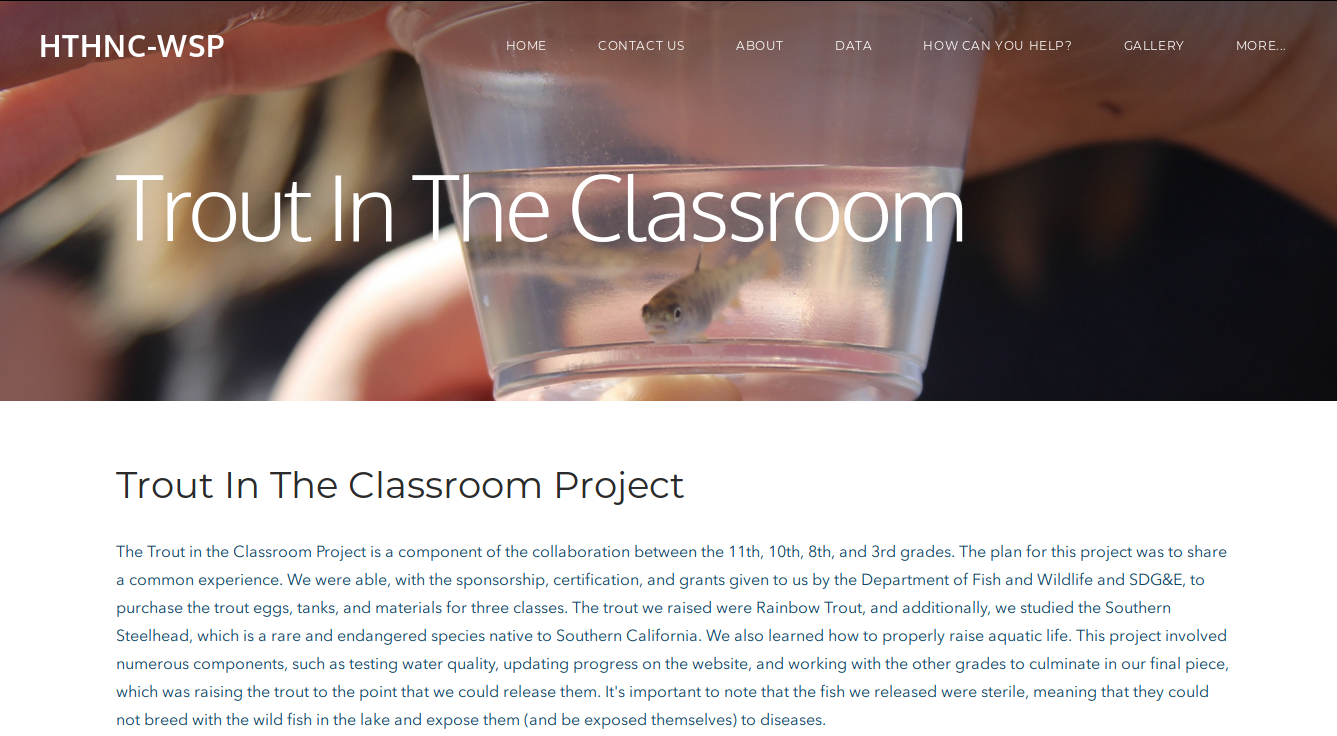 HTHNC-WSP
HOME CONTACT US ABOUT DATA HOW CAN YOU HELP? GALLERY MORE...
Trout In The Classroom
Trout In The Classroom Project
The Trout in the Classroom Project is a component of the collaboration between the 11th, 10th, 8th, and 3rd grades. The plan for this project was to share
a common experience. We were able, with the sponsorship, certification, and grants given to us by the Department of Fish and Wildlife and SDG&E, to
purchase the trout eggs, tanks, and materials for three classes. The trout we raised were Rainbow Trout, and additionally, we studied the Southern
Steelhead, which is a rare and endangered species native to Southern California. We also learned how to properly raise aquatic life. This project involved
numerous components, such as testing water quality, updating progress on the website, and working with the other grades to culminate in our final piece,
which was raising the trout to the point that we could release them. It's important to note that the fish we released were sterile, meaning that they could
not breed with the wild fish in the lake and expose them (and be exposed themselves) to diseases.